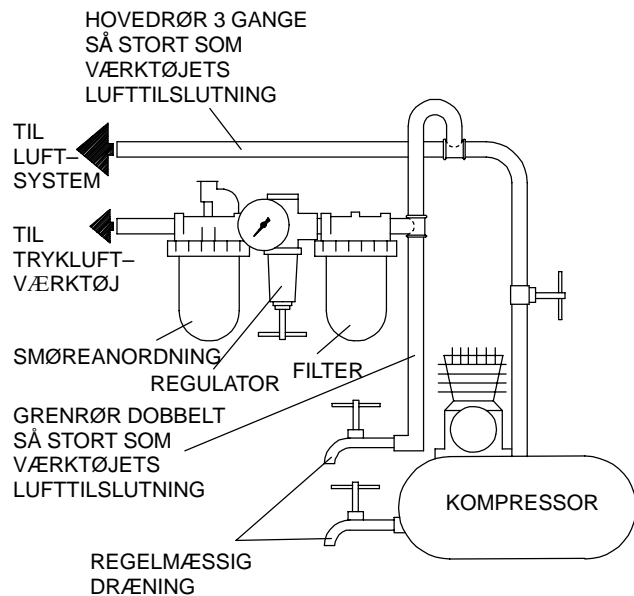 HOVEDRØR 3 GANGE
SÅ STORT SOM
VÆRKTØJETS
LUFTTILSLUTNING
TIL
LUFT–
SYSTEM
TIL
TRYKLUFT–
VÆRKTØJ
SMØREANORDNING
REGULATOR
FILTER
GRENRØR DOBBELT
SÅ STORT SOM
VÆRKTØJETS
LUFTTILSLUTNING
KOMPRESSOR
REGELMÆSSIG
DRÆNING